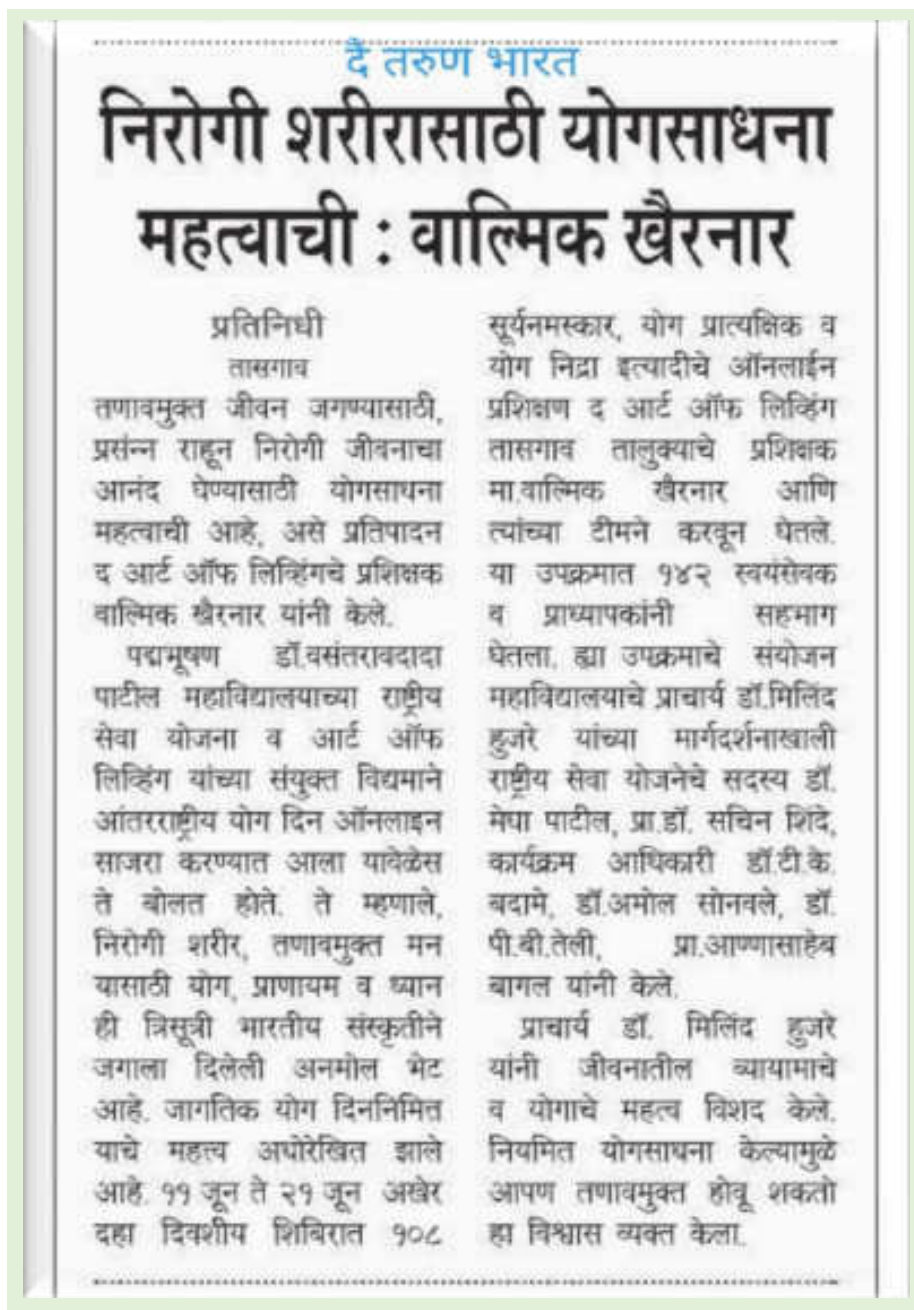 दै तरुण भारत
निरोगी शरीरासाठी योगसाधना
महत्वाची : वाल्मिक खैरनार
प्रतिनिधी
तासगाव
तणावमुक्त जीवन जगण्यासाठी,
प्रसंन्न राहून निरोगी जीवनाचा
आनंद घेण्यासाठी योगसाधना
महत्वाची आहे, असे प्रतिपादन
द आर्ट ऑफ लिव्हिंगचे प्रशिक्षक
वाल्मिक खैरनार यांनी केले.
पद्मभूषण डॉ.वसंतरावदादा
पाटील महाविद्यालयाच्या राष्ट्रीय
सेवा योजना व आर्ट ऑफ
लिव्हिंग यांच्या संयुक्त विद्यमाने
आंतरराष्ट्रीय योग दिन ऑनलाइन
साजरा करण्यात आला यावेळेस
ते बोलत होते. ते म्हणाले,
निरोगी शरीर, तणावमुक्त मन
यासाठी योग, प्राणायम व ध्यान
ही त्रिसूत्री भारतीय संस्कृतीने
जगाला दिलेली अनमोल भेट
आहे. जागतिक योग दिननिमित
याचे महत्त्व अधोरेखित झाले
आहे. ११ जून ते २१ जून अखेर
दहा दिवशीय शिबिरात १०८
सूर्यनमस्कार, योग प्रात्यक्षिक व
योग निद्रा इत्यादीचे ऑनलाईन
प्रशिक्षण द आर्ट ऑफ लिव्हिंग
तासगाव तालुक्याचे प्रशिक्षक
मा.वाल्मिक खैरनार आणि
त्यांच्या टीमने करवून घेतले.
या उपक्रमात १४२ स्वयंसेवक
व प्राध्यापकांनी सहभाग
घेतला. ह्या उपक्रमाचे संयोजन
महाविद्यालयाचे प्राचार्य डॉ.मिलिंद
हुजरे यांच्या मार्गदर्शनाखाली
राष्ट्रीय सेवा योजनेचे सदस्य डॉ.
मेघा पाटील, प्रा.डॉ. सचिन शिंदे,
कार्यक्रम आधिकारी डॉ.टी.के.
बदामे, डॉ.अमोल सोनवले, डॉ.
पी.बी.तेली, प्रा.आण्णासाहेब
बागल यांनी केले.
प्राचार्य डॉ. मिलिंद हुजरे
यांनी जीवनातील व्यायामाचे
व योगाचे महत्व विशद केले.
नियमित योगसाधना केल्यामुळे
आपण तणावमुक्त होवू शकतो
हा विश्वास व्यक्त केला.